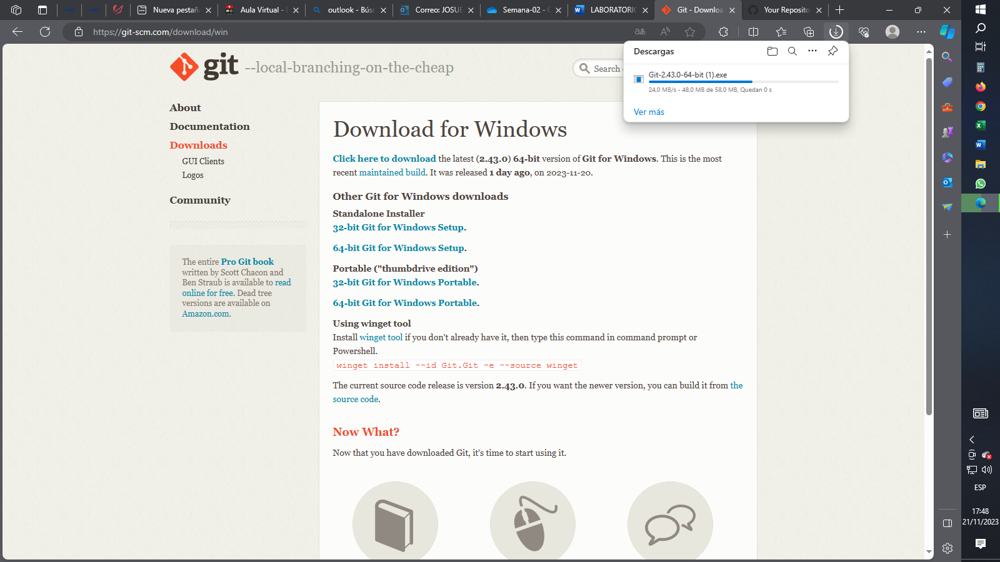 Nueva pestañ
Aula Virtual -
outlook - Bús
Correo: JOSUE
Semana-02 -
LABORATORIO
Git - Downloa
Your Reposito
https://git-scm.com/download/win
git --local-branching-on-the-cheap
Search
Descargas
Git-2.43.0-64-bit (1).exe
24,0 MB/s - 48,0 MB de 58,0 MB, Quedan 0 s
Ver más
About
Documentation
Downloads
GUI Clients
Logos
Community
The entire Pro Git book
written by Scott Chacon and
Ben Straub is available to read
online for free. Dead tree
versions are available on
Amazon.com.
Download for Windows
Click here to download the latest (2.43.0) 64-bit version of Git for Windows. This is the most
recent maintained build. It was released 1 day ago, on 2023-11-20.
Other Git for Windows downloads
Standalone Installer
32-bit Git for Windows Setup.
64-bit Git for Windows Setup.
Portable ("thumbdrive edition")
32-bit Git for Windows Portable.
64-bit Git for Windows Portable.
Using winget tool
Install winget tool if you don't already have it, then type this command in command prompt or
Powershell.
winget install --id Git.Git -e --source winget
The current source code release is version 2.43.0. If you want the newer version, you can build it from the
source code.
Now What?
Now that you have downloaded Git, it's time to start using it.
ESP
17:48
21/11/2023